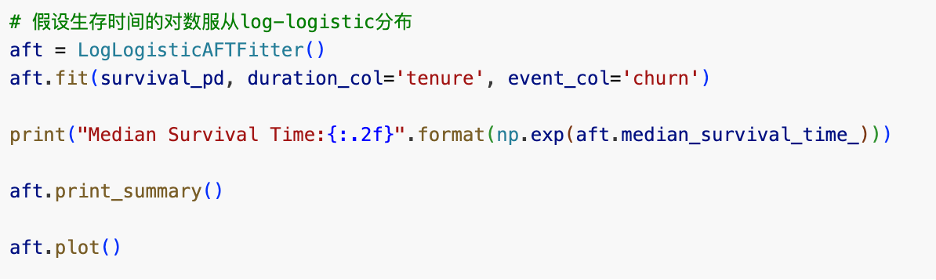 # 假设生存时间的对数服从log-logistic分布
aft = LogLogisticAFTFitter()
aft.fit(survival_pd, duration_col='tenure', event_col='churn')
print("Median Survival Time:{:.2f}".format(np.exp(aft.median_survival_time_)))
aft.print_summary()
aft.plot()